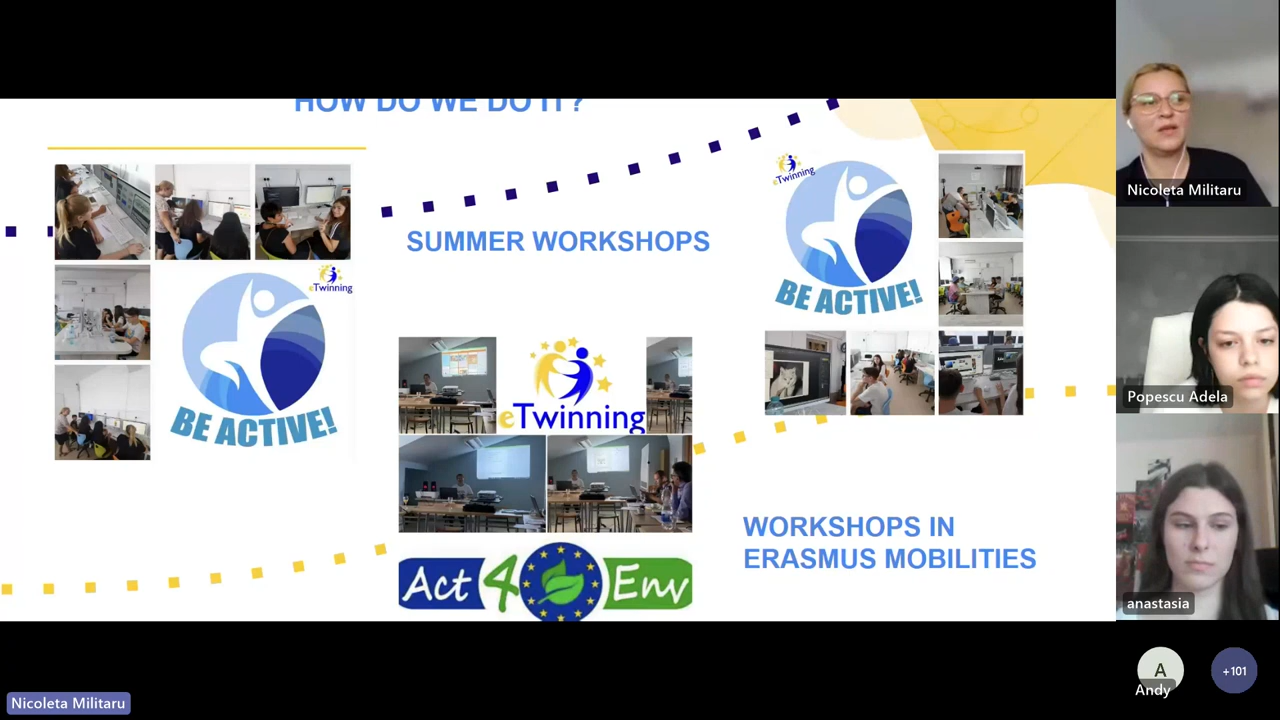 HOW DO WE DO IT?
eTwinning
BE ACTIVE!
SUMMER WORKSHOPS
eTwinning
Act 4 Env
eTwinning
BE ACTIVE!
WORKSHOPS IN
ERASMUS MOBILITIES
Nicoleta Militaru
Popescu Adela
anastasia
A
Andy
+101
Nicoleta Militaru